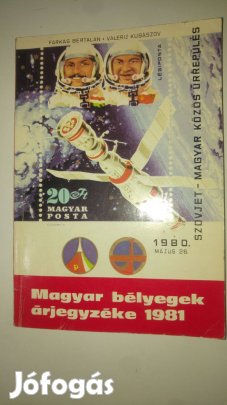 FARKAS BERTALAN • VALERIJ KUBASZOV
LÉGIPOSTA
SZOVJET-MAGYAR KÖZÖS ŰRREPÜLÉS
20 Ft
MAGYAR
POSTA
1980.
MÁJUS 26
Magyar bélyegek
árjegyzéke 1981
Jófogás